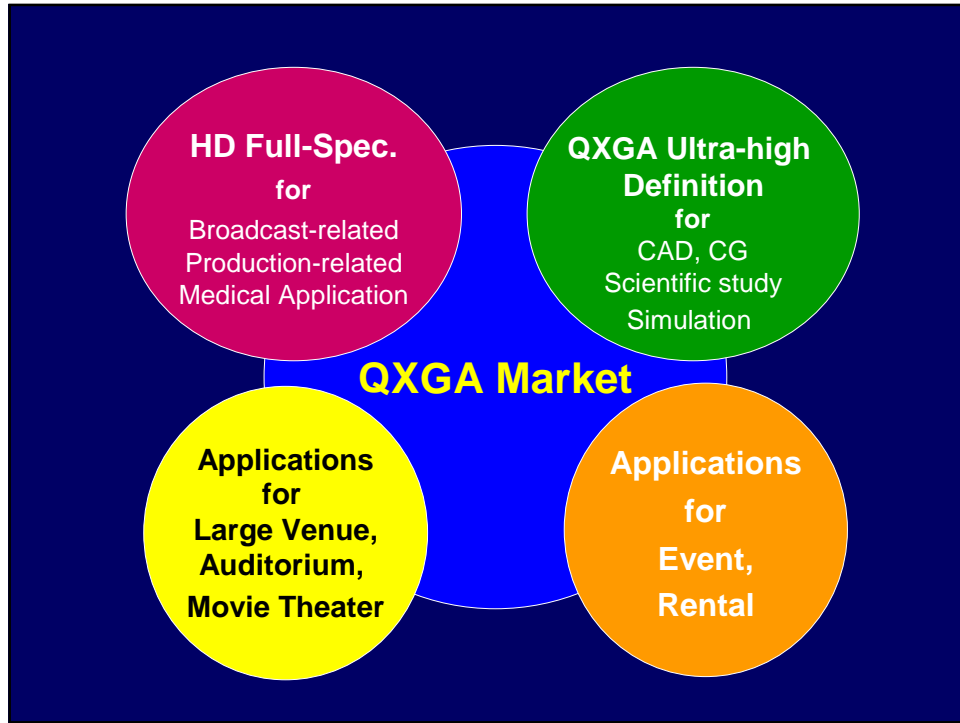 HD Full-Spec.
for
Broadcast-related
Production-related
Medical Application
QXGA Ultra-high
Definition
for
CAD, CG
Scientific study
Simulation
QXGA Market
Applications
for
Large Venue,
Auditorium,
Movie Theater
Applications
for
Event,
Rental